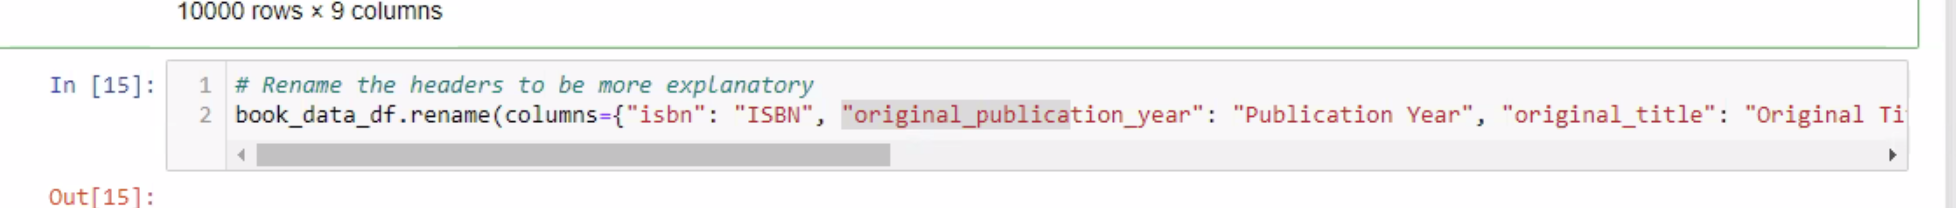 10000 rows × 9 columns
In [15]:
1 # Rename the headers to be more explanatory
2 book_data_df.rename(columns={"isbn": "ISBN", "original_publication_year": "Publication Year", "original_title": "Original Ti
Out[15]: